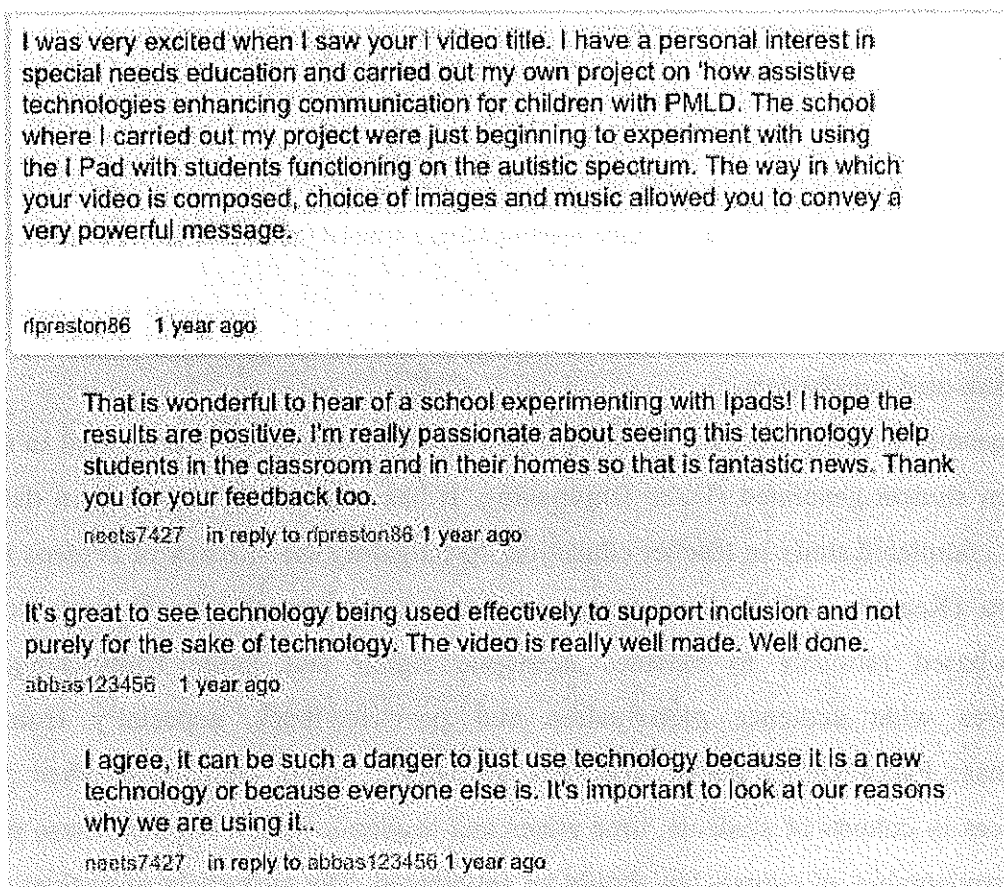 I was very excited when I saw your i video title. I have a personal interest in
special needs education and carried out my own project on 'how assistive
technologies enhancing communication for children with PMLD. The school
where I carried out my project were just beginning to experiment with using
the I Pad with students functioning on the autistic spectrum. The way in which
your video is composed, choice of images and music allowed you to convey a
very powerful message.
1 year ago
That is wonderful to hear of a school experimenting with Ipads! I hope the
results are positive. I'm really passionate about seeing this technology help
students in the classroom and in their homes so that is fantastic news. Thank
you for your feedback too.
neets7427 in reply to 1 year ago
It's great to see technology being used effectively to support inclusion and not
purely for the sake of technology. The video is really well made. Well done.
abbas123456 1 year ago
I agree, it can be such a danger to just use technology because it is a new
technology or because everyone else is. It's important to look at our reasons
why we are using it..
neets7427 in reply to abbas123456 1 year ago